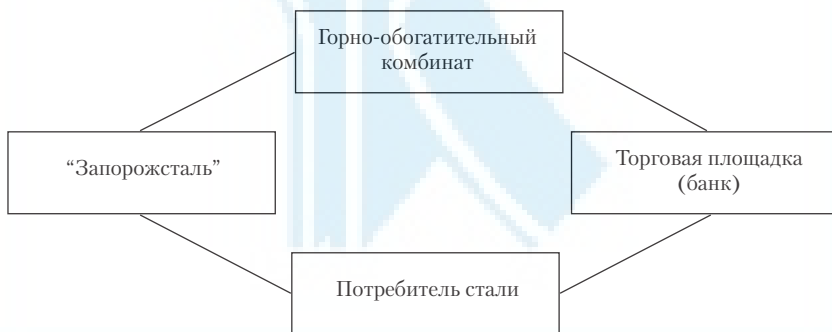 Горно-обогатительный
комбинат
“Запорожсталь”
Торговая площадка
(банк)
Потребитель стали